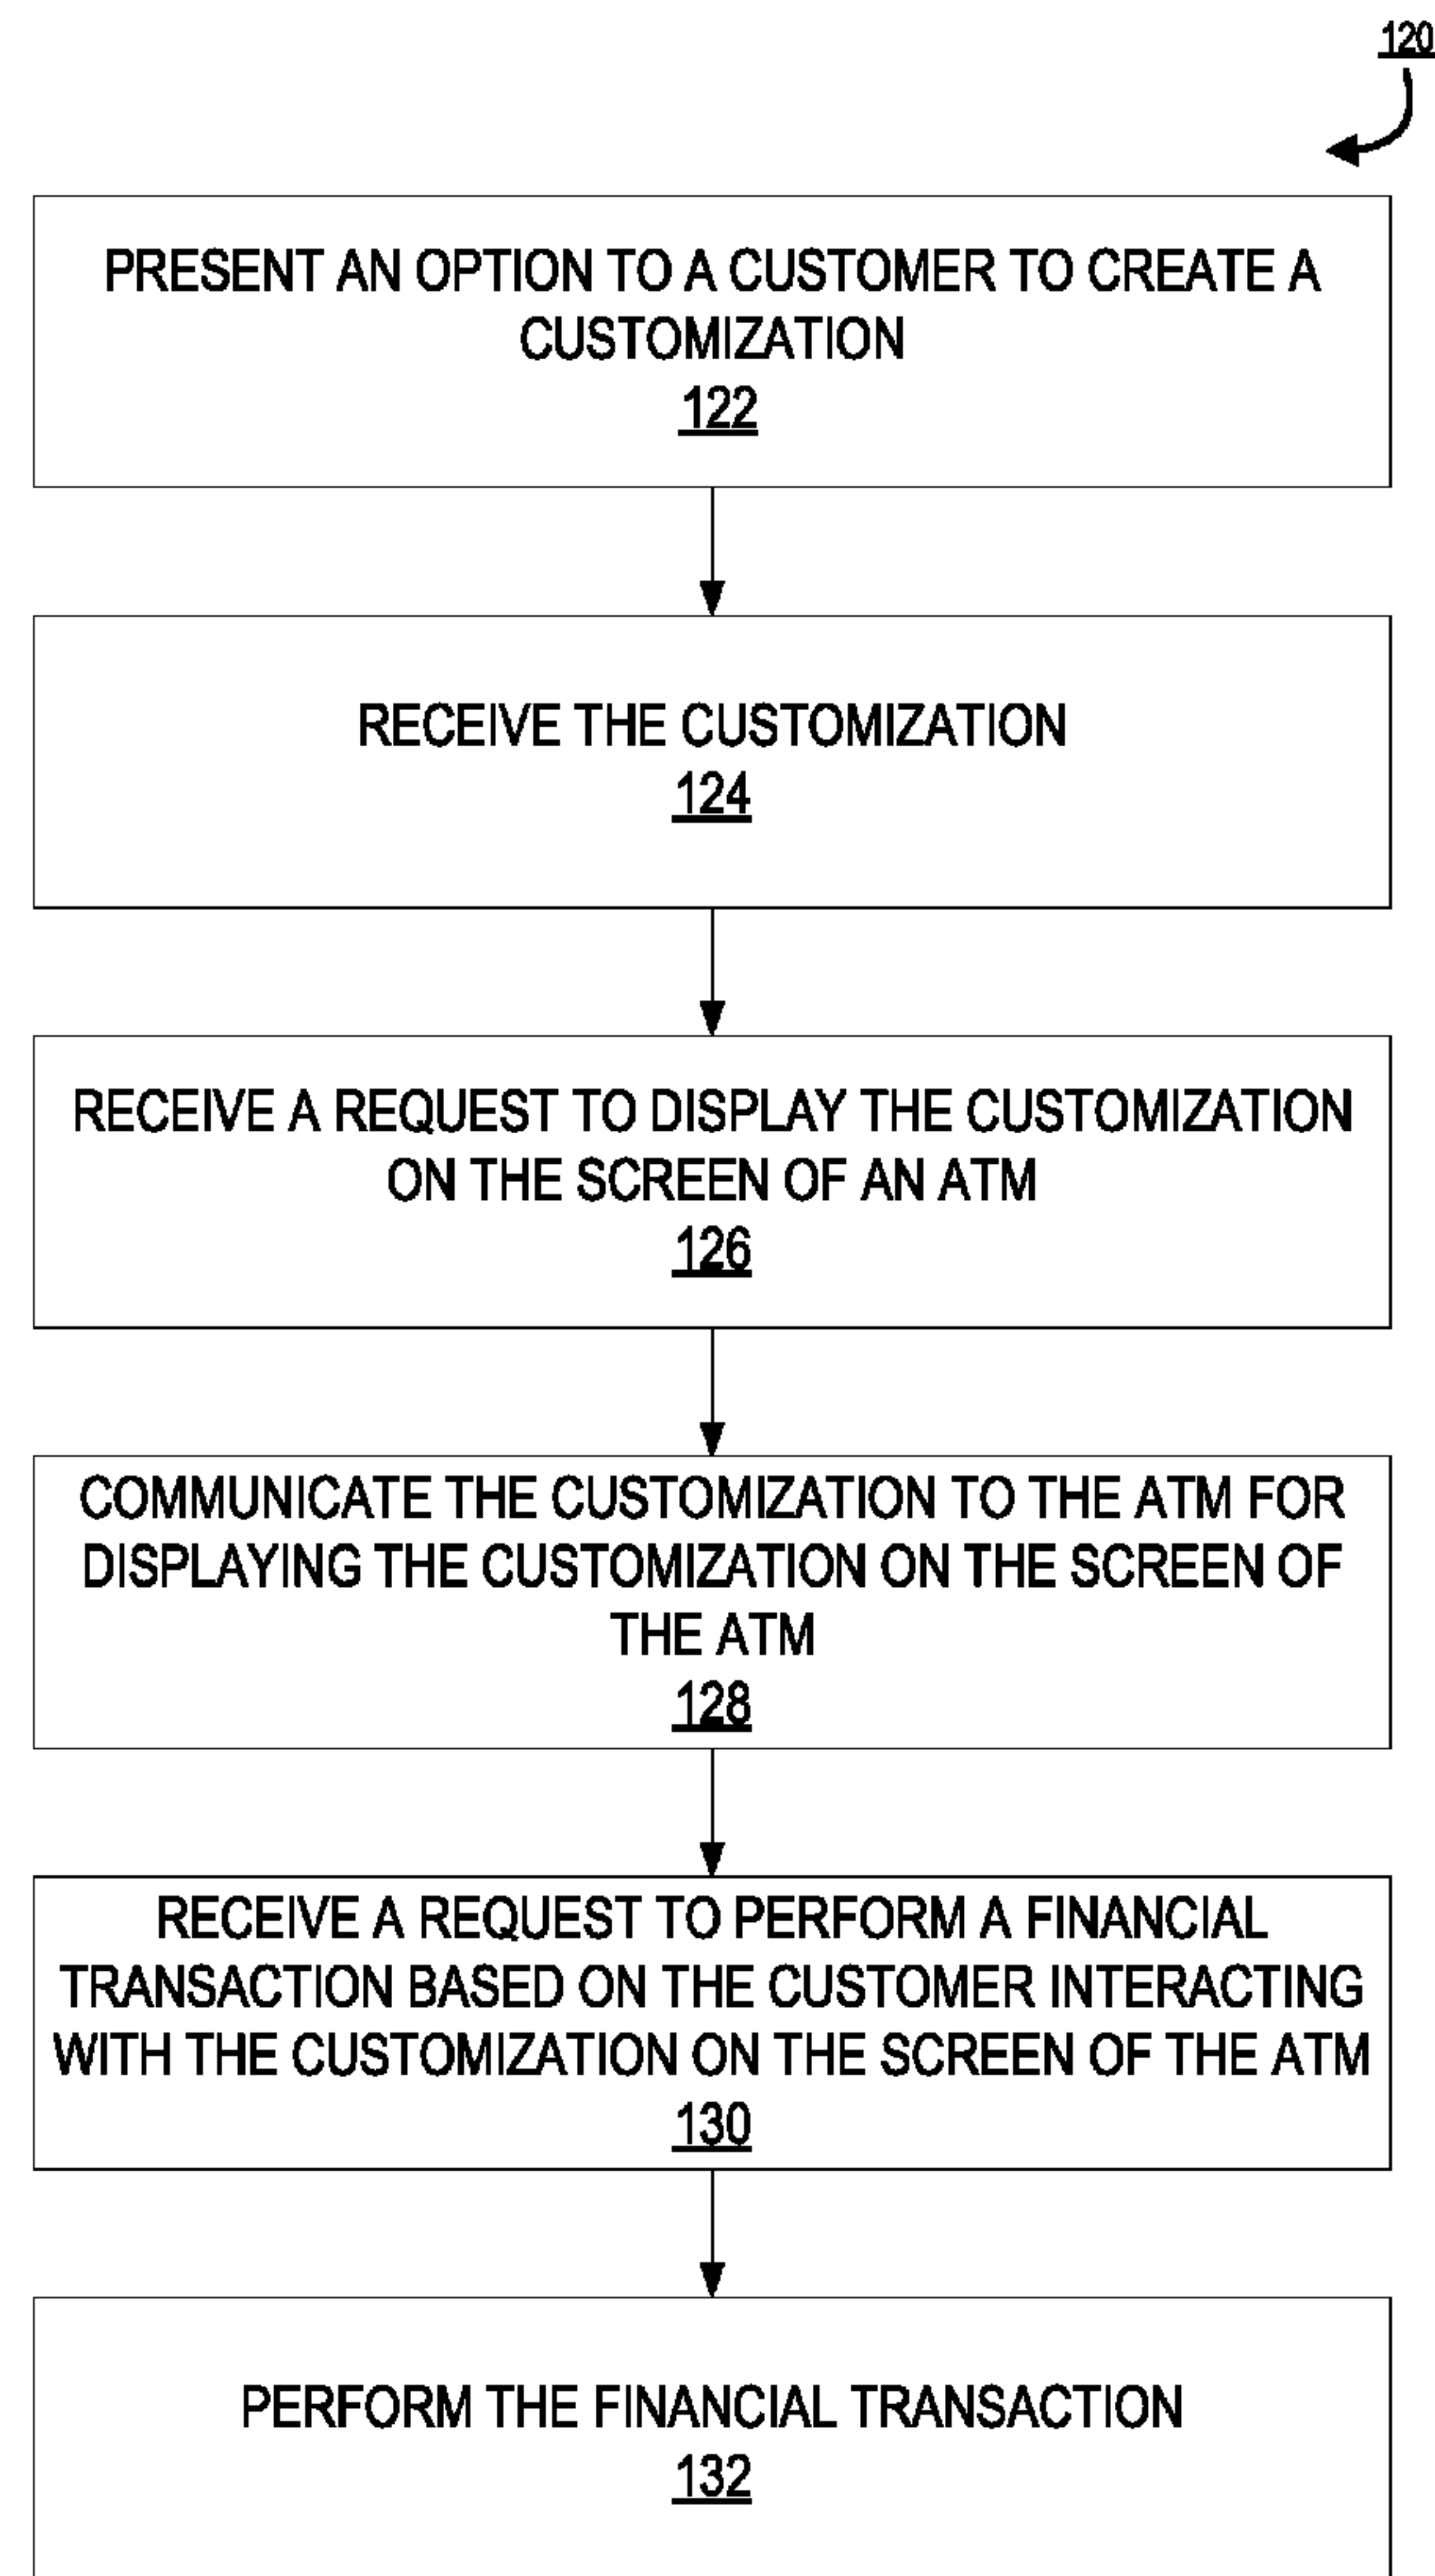 120
PRESENT AN OPTION TO A CUSTOMER TO CREATE A
CUSTOMIZATION
122
RECEIVE THE CUSTOMIZATION
124
RECEIVE A REQUEST TO DISPLAY THE CUSTOMIZATION
ON THE SCREEN OF AN ATM
126
COMMUNICATE THE CUSTOMIZATION TO THE ATM FOR
DISPLAYING THE CUSTOMIZATION ON THE SCREEN OF
THE ATM
128
RECEIVE A REQUEST TO PERFORM A FINANCIAL
TRANSACTION BASED ON THE CUSTOMER INTERACTING
WITH THE CUSTOMIZATION ON THE SCREEN OF THE ATM
130
PERFORM THE FINANCIAL TRANSACTION
132